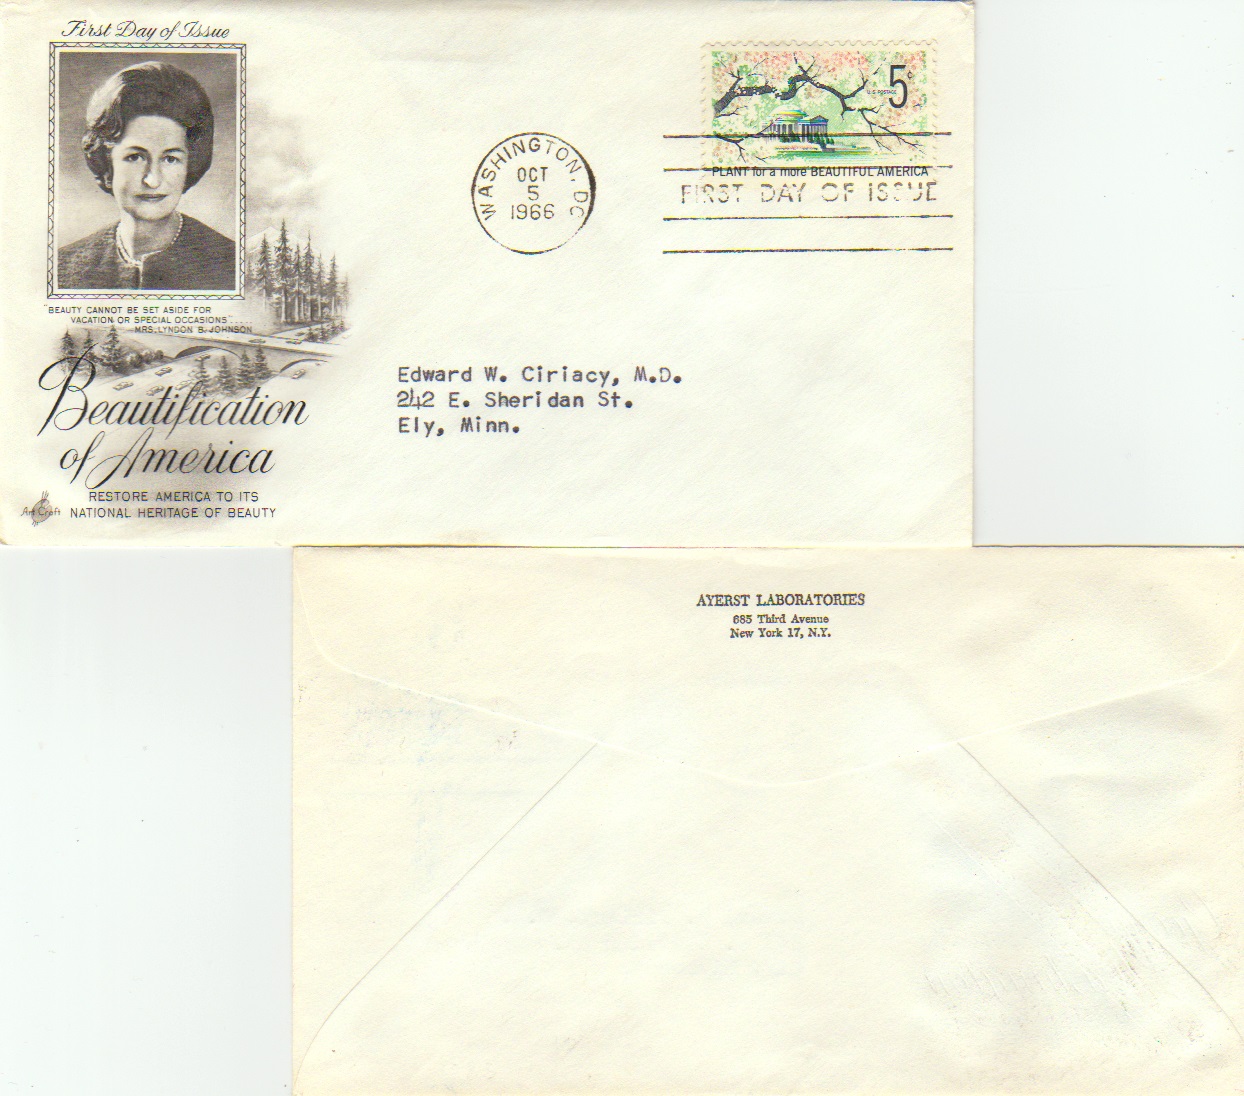 First Day of Issue
"BEAUTY CANNOT BE SET ASIDE FOR
VACATION OR SPECIAL OCCASIONS"....
MRS. LYNDON B. JOHNSON
Beautification
of America
RESTORE AMERICA TO ITS
NATIONAL HERITAGE OF BEAUTY
Art Craft
WASHINGTON, DC
OCT
5
1966
5c
U.S. POSTAGE
PLANT for a more BEAUTIFUL AMERICA
FIRST DAY OF ISSUE
Edward W. Ciriacy, M.D.
242 E. Sheridan St.
Ely, Minn.
AYERST LABORATORIES
685 Third Avenue
New York 17, N.Y.